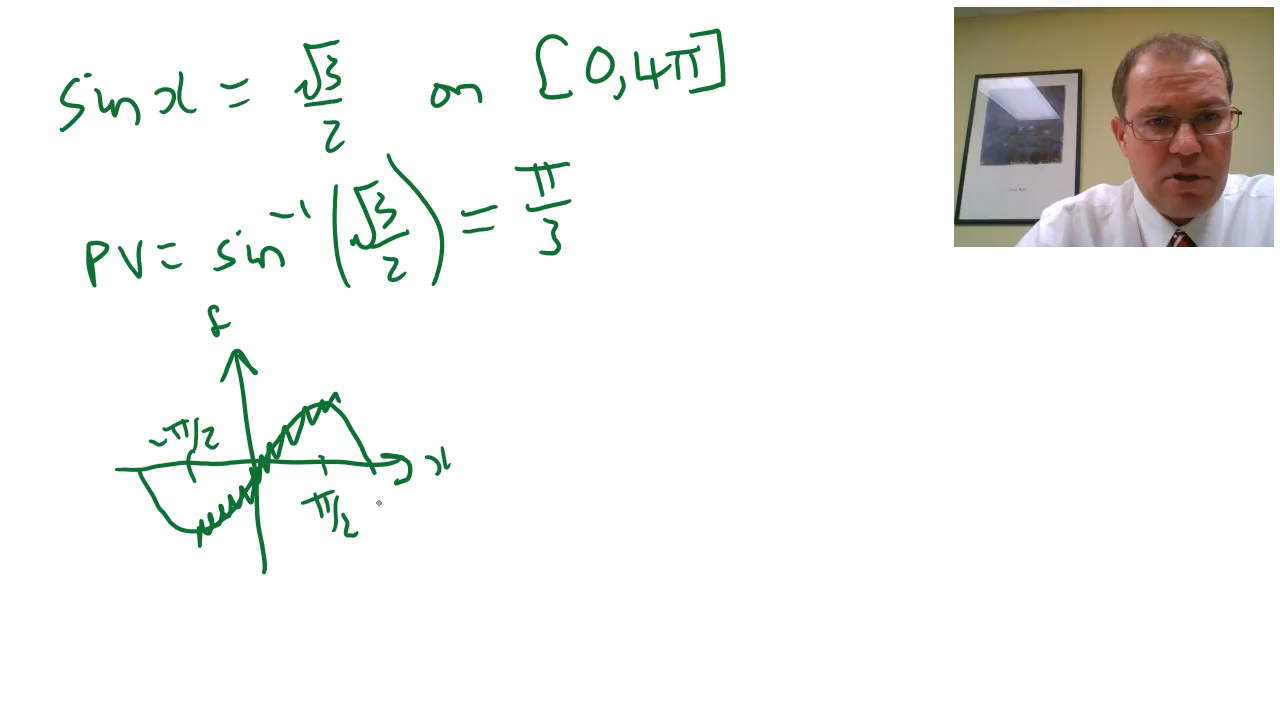 sin x = √3/2 on [0, 4π]
PV = sin⁻¹(√3/2) = π/3
f
-π/2
x
π/2